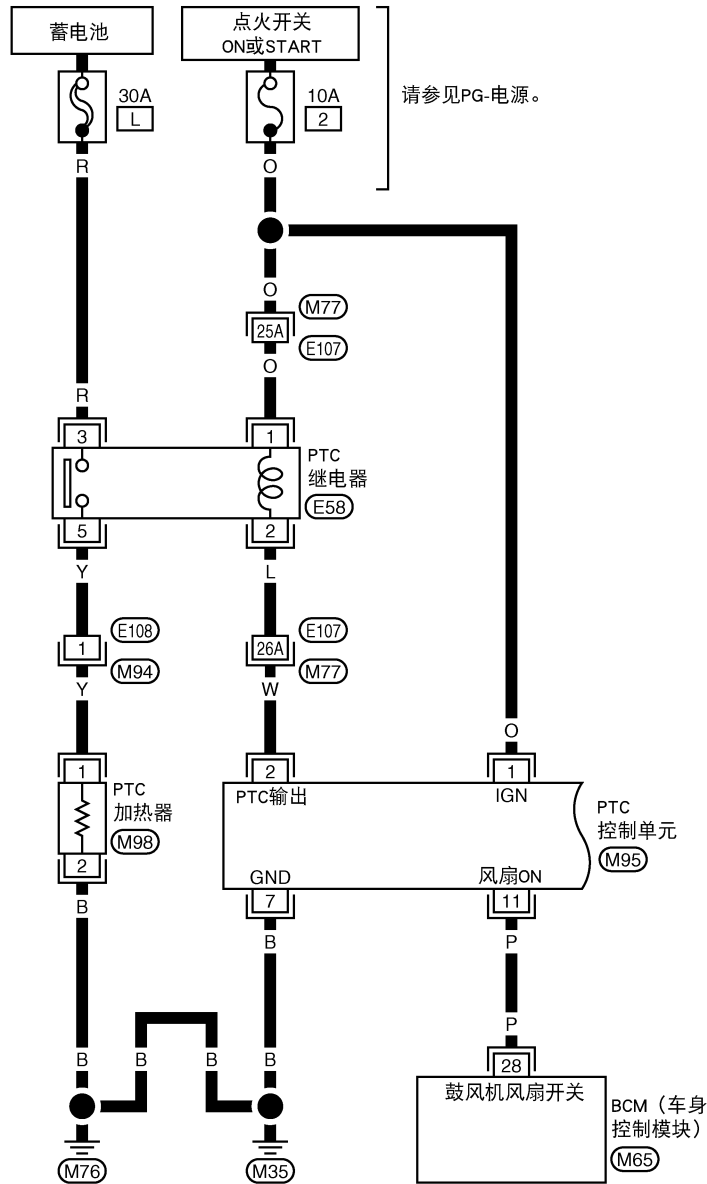 蓄电池
点火开关
ON或START
30A
L
10A
2
请参见PG-电源。
R
O
O
M77
25A
E107
R
O
3
1
PTC
继电器
E58
5
2
Y
L
E108
E107
1
26A
M94
M77
Y
W
O
1
2
1
PTC
加热器
M98
PTC输出
IGN
PTC
控制单元
M95
2
GND
风扇ON
7
11
B
B
P
P
B
B
B
B
28
鼓风机风扇开关
BCM（车身
控制模块）
M65
M76
M35